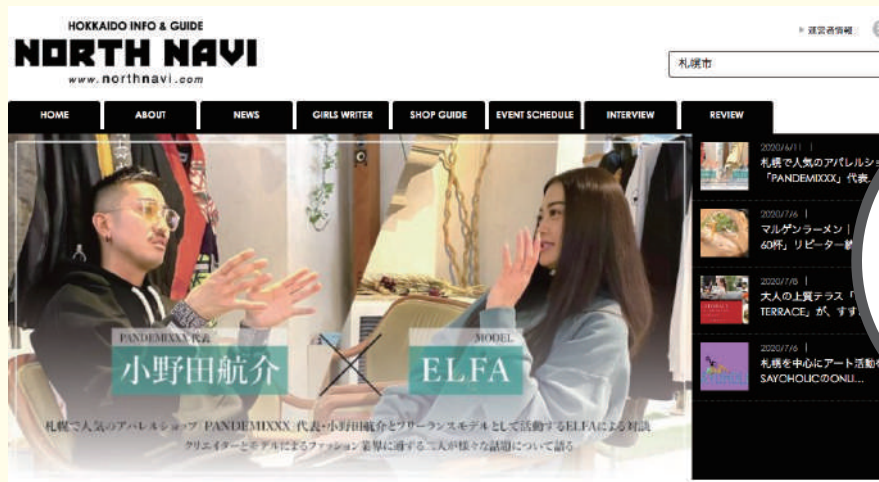 HOKKAIDO INFO & GUIDE
NORTH NAVI
www.northnavi.com
運営者情報
札幌市
HOME
ABOUT
NEWS
GIRLS WRITER
SHOP GUIDE
EVENT SCHEDULE
INTERVIEW
REVIEW
PANDEMIXXX 代表
小野田航介
MODEL
ELFA
札幌で人気のアパレルショップ PANDEMIXXX 代表・小野田航介とフリーランスモデルとして活動するELFAによる対談
クリエイターとモデルによるファッション業界に通ずる二人が様々な話題について語る
2020/6/11 |
札幌で人気のアパレルショ
「PANDEMIXXX」代表
2020/7/6 |
マルゲンラーメン |
60杯」リピーター
2020/7/6 |
大人の上質テラス「
TERRACE」が、すす
2020/7/6 |
札幌を中心にアート活動
SAYCHOLICのONLI...